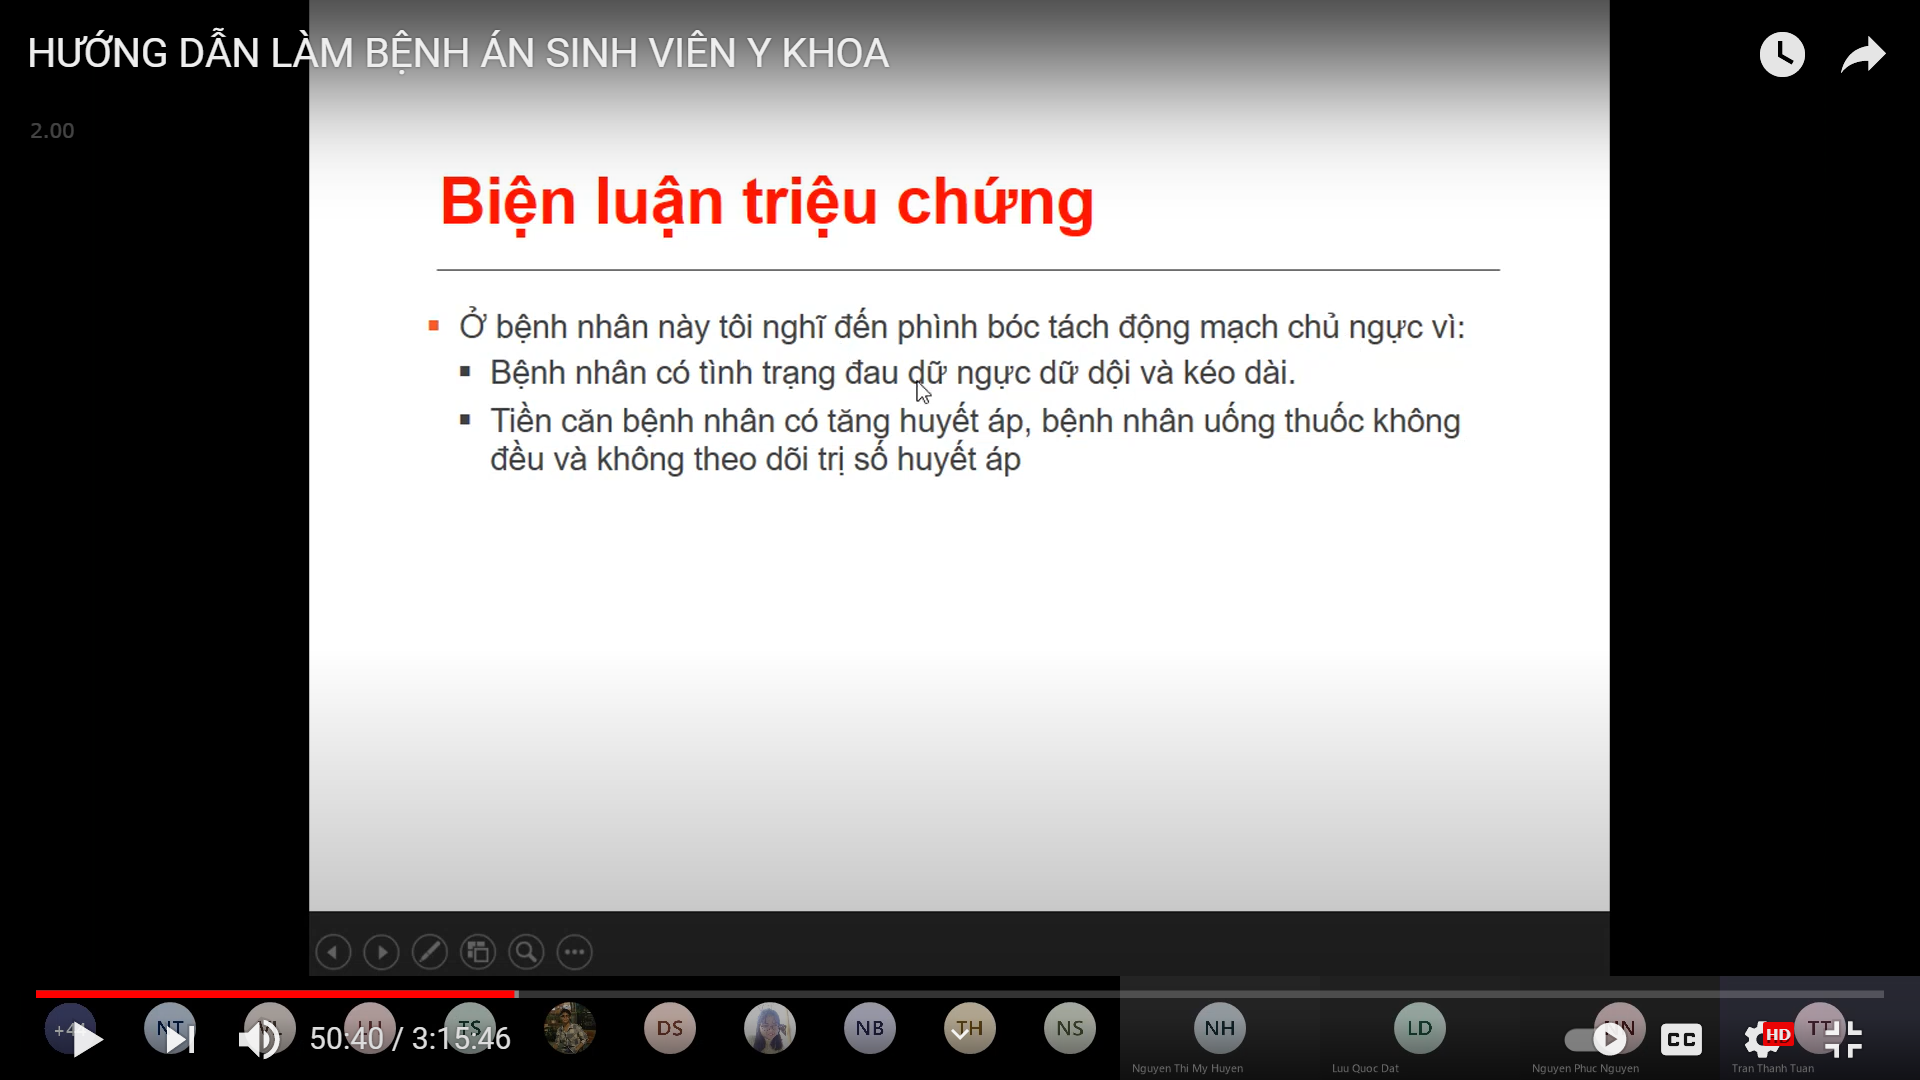 HƯỚNG DẪN LÀM BỆNH ÁN SINH VIÊN Y KHOA
2.00
Biện luận triệu chứng
Ở bệnh nhân này tôi nghĩ đến phình bóc tách động mạch chủ ngực vì:
Bệnh nhân có tình trạng đau dữ ngực dữ dội và kéo dài.
Tiền căn bệnh nhân có tăng huyết áp, bệnh nhân uống thuốc không
đều và không theo dõi trị số huyết áp
NT
LH
TS
DS
NB
TH
NS
NH
LD
TT
50:40 / 3:15:46
CC
HD
Nguyen Thi My Huyen
Luu Quoc Dat
Nguyen Phuc Nguyen
Tran Thanh Tuan